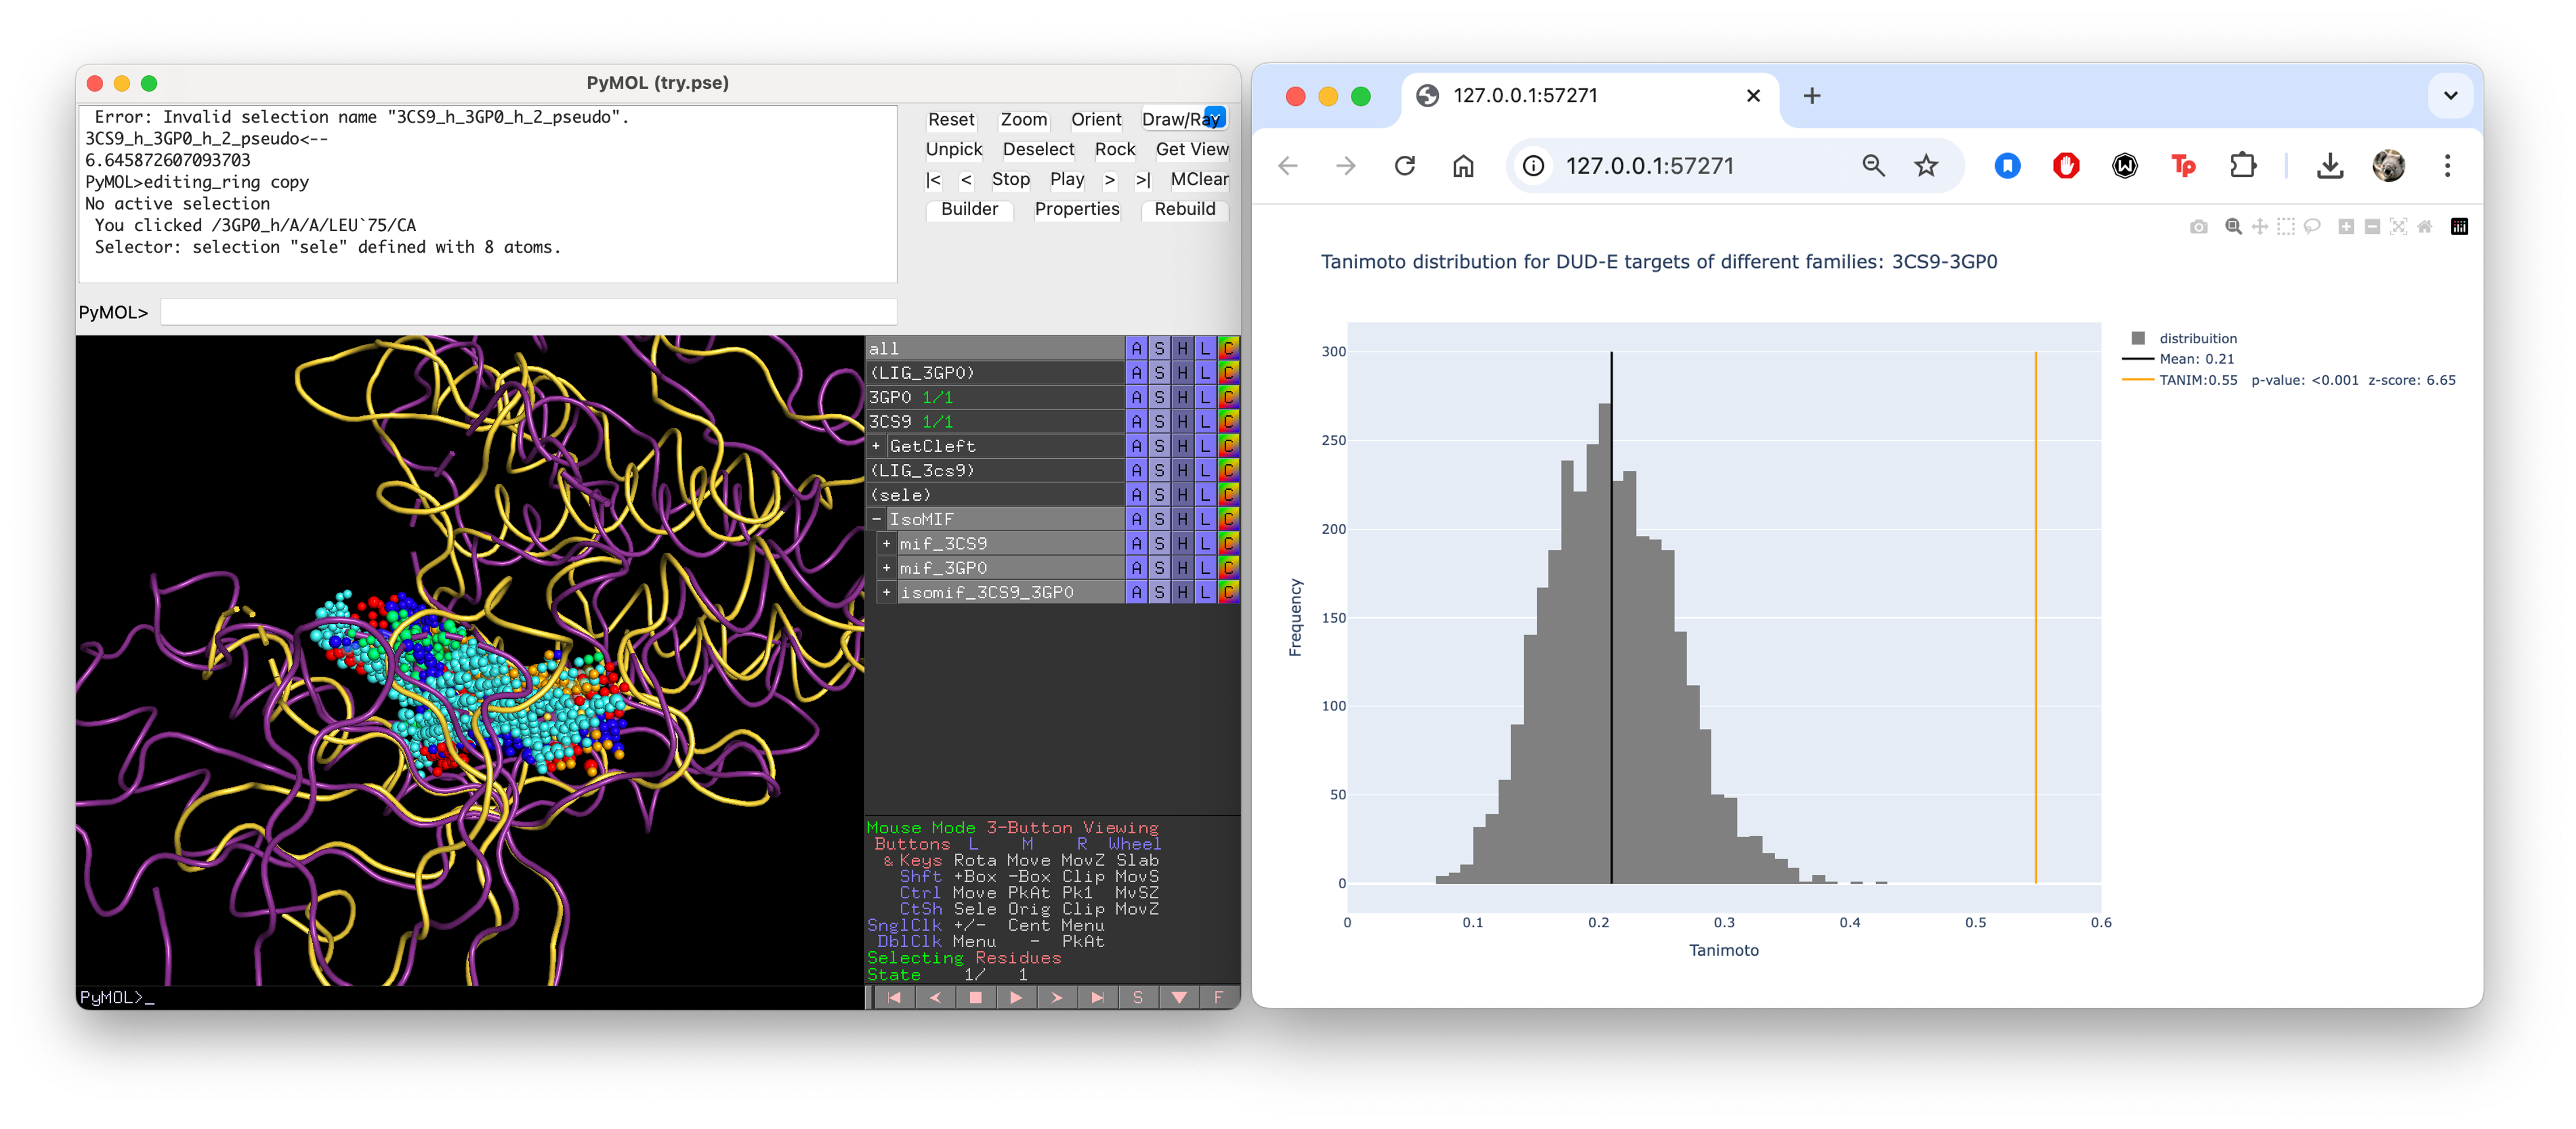 PyMOL (try.pse)
Error: Invalid selection name "3CS9_h_3GP0_h_2_pseudo".
3CS9_h_3GP0_h_2_pseudo<--
6.645872607093703
PyMOL>editing_ring copy
No active selection
You clicked /3GP0_h/A/A/LEU`75/CA
Selector: selection "sele" defined with 8 atoms.
PyMOL>
Reset Zoom Orient Draw/Ray
Unpick Deselect Rock Get View
|< < Stop Play > >| MClear
Builder Properties Rebuild
all A S H L C
(LIG_3GP0) A S H L C
3GP0 1/1 A S H L C
3CS9 1/1 A S H L C
+ GetCleft A S H L C
(LIG_3cs9) A S H L C
(sele) A S H L C
- IsoMIF A S H L C
+ mif_3CS9 A S H L C
+ mif_3GP0 A S H L C
+ isomif_3CS9_3GP0 A S H L C
Mouse Mode 3-Button Viewing
Buttons L M R Wheel
& Keys Rota Move MovZ Slab
Shft +Box -Box Clip MovS
Ctrl Move PkAt Pk1 MvSZ
CtSh Sele Orig Clip MovZ
SnglClk +/- Cent Menu
DblClk Menu - PkAt
Selecting Residues
State 1/ 1
PyMOL>_
S F
127.0.0.1:57271
127.0.0.1:57271
Tp
Tanimoto distribution for DUD-E targets of different families: 3CS9-3GP0
distribuition
Mean: 0.21
TANIM:0.55 p-value: <0.001 z-score: 6.65
Frequency
300
250
200
150
100
50
0
0 0.1 0.2 0.3 0.4 0.5 0.6
Tanimoto